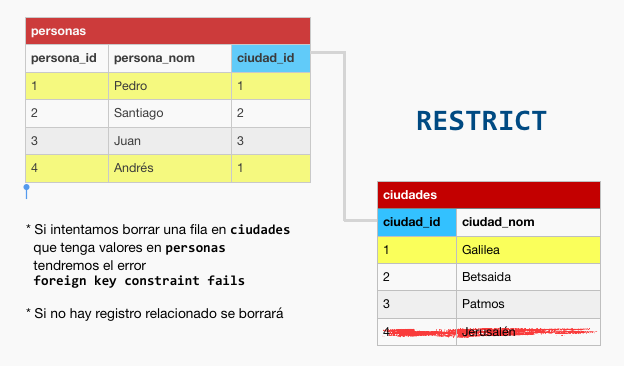 personas
persona_id persona_nom ciudad_id
1 Pedro 1
2 Santiago 2
3 Juan 3
4 Andrés 1
RESTRICT
ciudades
ciudad_id ciudad_nom
1 Galilea
2 Betsaida
3 Patmos
4 Jerusalén
* Si intentamos borrar una fila en ciudades
que tenga valores en personas
tendremos el error
foreign key constraint fails
* Si no hay registro relacionado se borrará